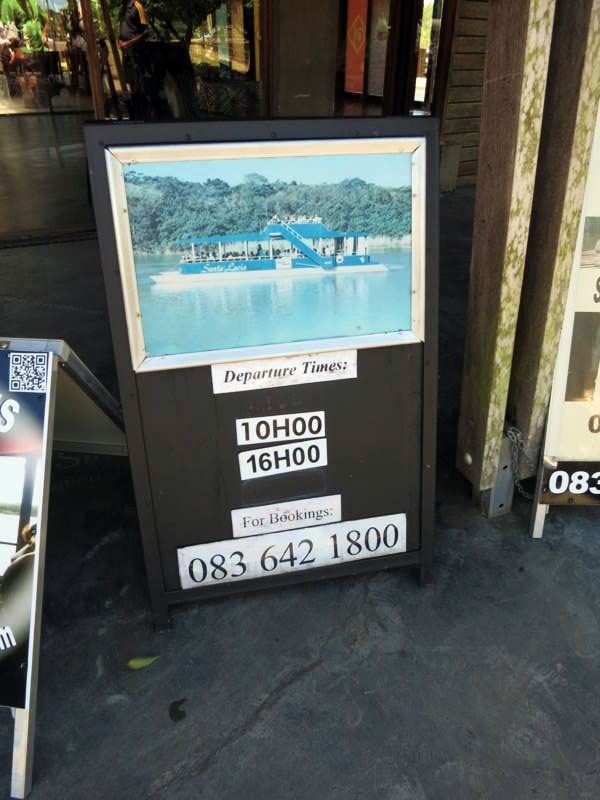 Santa Lucia
Departure Times:
10H00
16H00
For Bookings:
083 642 1800
083